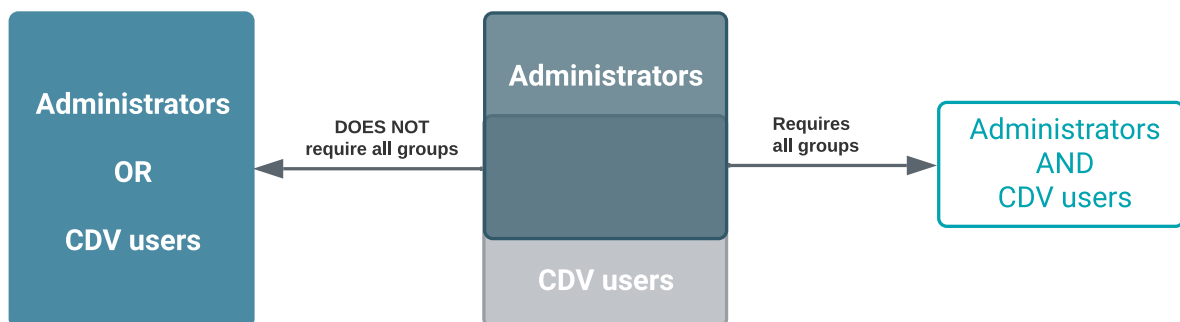 Administrators
OR
CDV users
DOES NOT
require all groups
Administrators
CDV users
Requires
all groups
Administrators
AND
CDV users